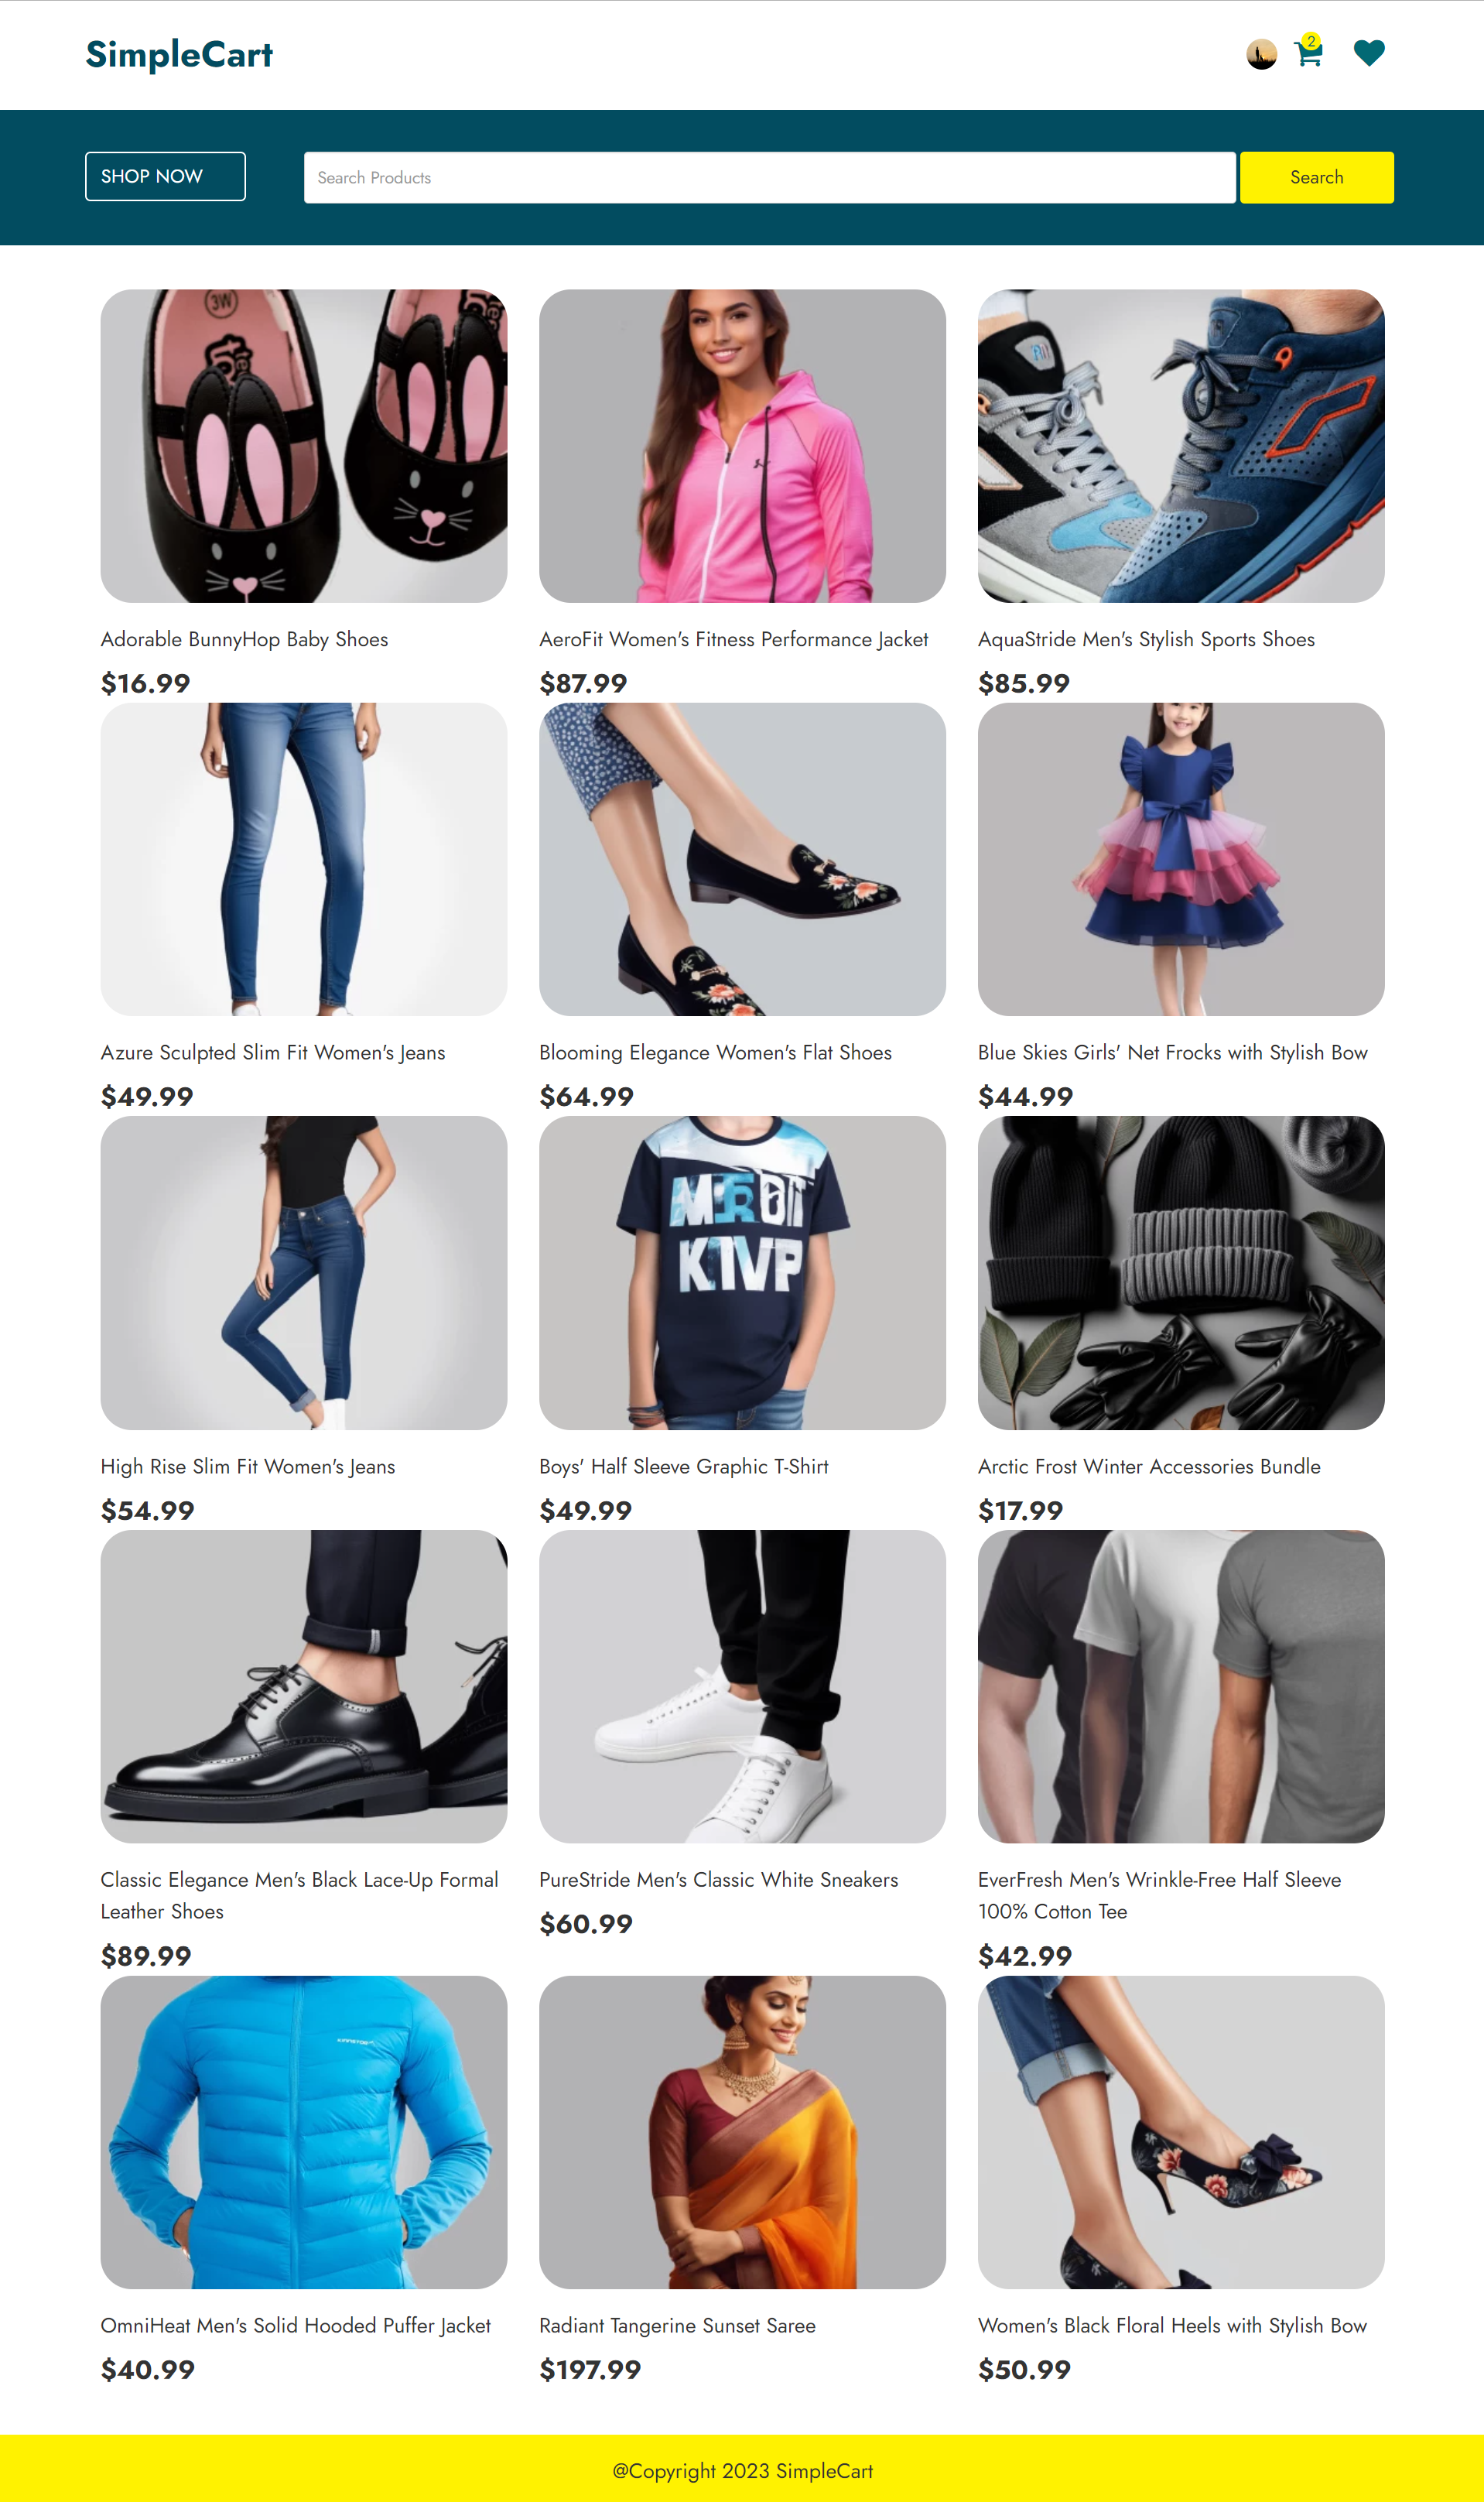 SimpleCart
2
SHOP NOW
Search Products
Search
3W
Adorable BunnyHop Baby Shoes
AeroFit Women's Fitness Performance Jacket
AquaStride Men's Stylish Sports Shoes
$16.99
$87.99
$85.99
Azure Sculpted Slim Fit Women's Jeans
Blooming Elegance Women's Flat Shoes
Blue Skies Girls' Net Frocks with Stylish Bow
$49.99
$64.99
$44.99
KIVP
High Rise Slim Fit Women's Jeans
Boys' Half Sleeve Graphic T-Shirt
Arctic Frost Winter Accessories Bundle
$54.99
$49.99
$17.99
Classic Elegance Men's Black Lace-Up Formal
Leather Shoes
$89.99
PureStride Men's Classic White Sneakers
$60.99
EverFresh Men's Wrinkle-Free Half Sleeve
100% Cotton Tee
$42.99
OmniHeat Men's Solid Hooded Puffer Jacket
Radiant Tangerine Sunset Saree
Women's Black Floral Heels with Stylish Bow
$40.99
$197.99
$50.99
@Copyright 2023 SimpleCart